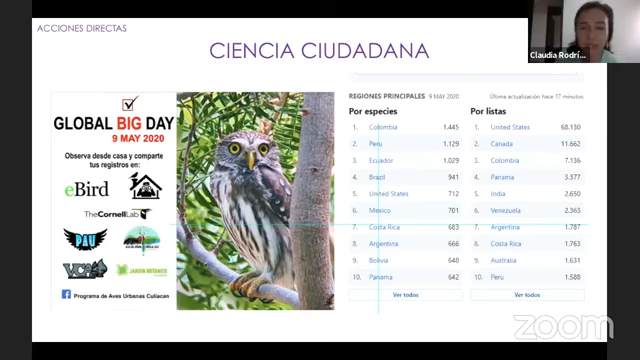 ACCIONES DIRECTAS
CIENCIA CIUDADANA
Claudia Rodrí...
GLOBAL BIG DAY
9 MAY 2020
Observa desde casa y comparte
tus registros en:
eBird
TheCornellLab
PAU
JARDÍN BOTÁNICO
Programa de Aves Urbanas Culiacan
REGIONES PRINCIPALES 9 MAY 2020
Última actualización hace 17 minutos
Por especies
1. Colombia 1.445
2. Peru 1.129
3. Ecuador 1.029
4. Brazil 941
5. United States 712
6. Mexico 701
7. Costa Rica 683
8. Argentina 666
9. Bolivia 648
10. Panama 642
Ver todos
Por listas
1. United States 68.130
2. Canada 11.662
3. Colombia 7.136
4. Panama 3.377
5. India 2.650
6. Venezuela 2.363
7. Argentina 1.787
8. Costa Rica 1.763
9. Australia 1.631
10. Peru 1.588
Ver todos
zoom